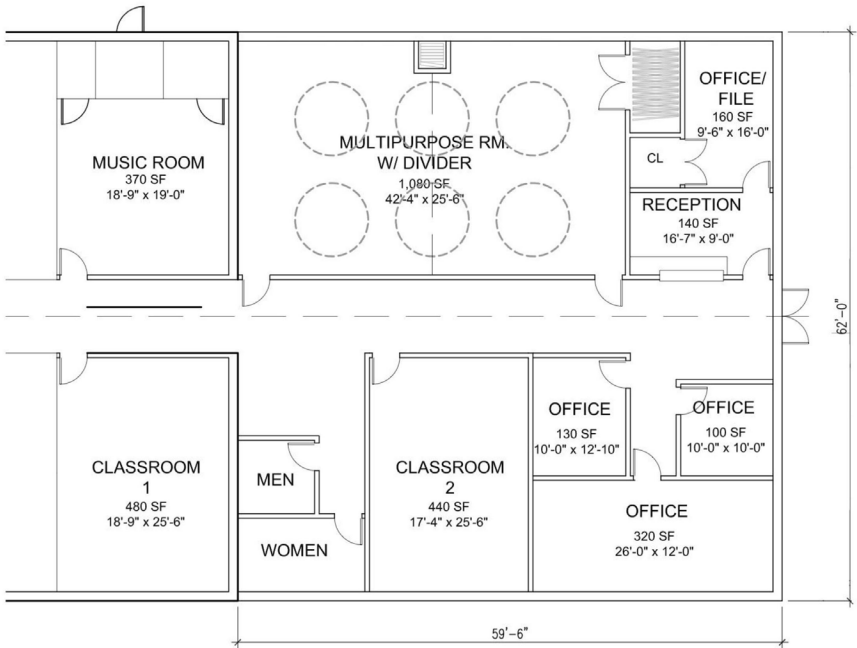 MUSIC ROOM
370 SF
18'-9" x 19'-0"
MULTIPURPOSE RM.
W/ DIVIDER
1,080 SF
42'-4" x 25'-6"
OFFICE/
FILE
160 SF
9'-6" x 16'-0"
CL
RECEPTION
140 SF
16'-7" x 9'-0"
62'-0"
CLASSROOM
1
480 SF
18'-9" x 25'-6"
MEN
WOMEN
CLASSROOM
2
440 SF
17'-4" x 25'-6"
OFFICE
130 SF
10'-0" x 12'-10"
OFFICE
100 SF
10'-0" x 10'-0"
OFFICE
320 SF
26'-0" x 12'-0"
59'-6"